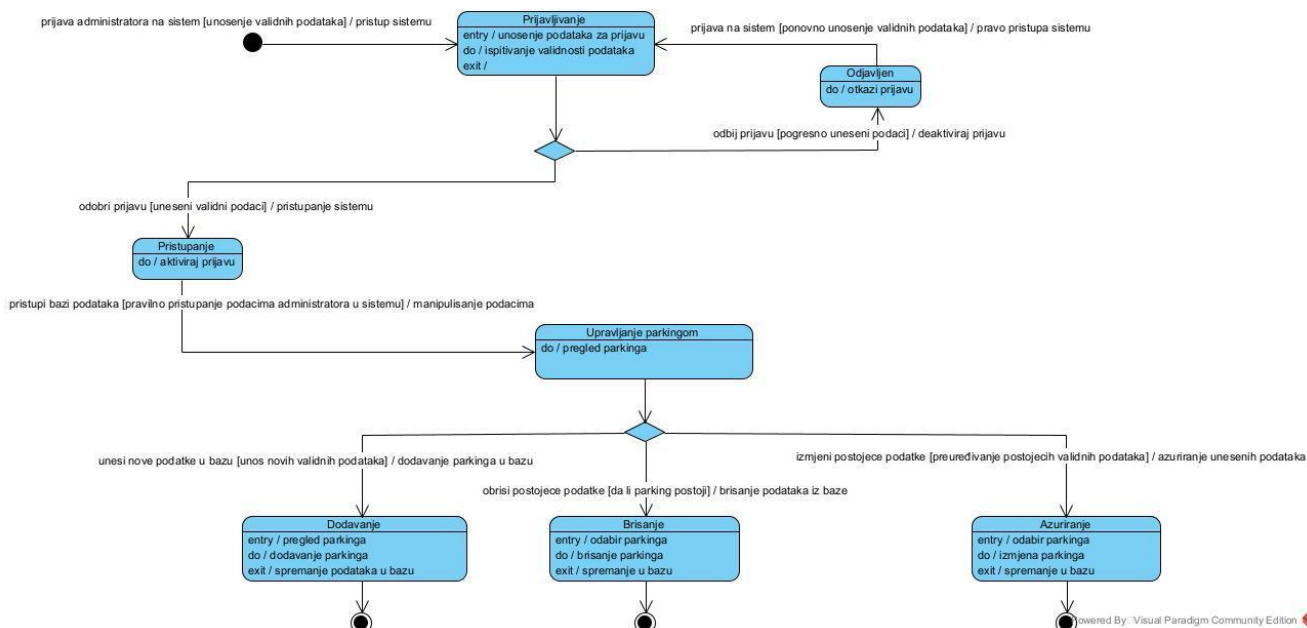 prijava administratora na sistem [unosenje validnih podataka] / pristup sistemu
Prijavljivanje
entry / unosenje podataka za prijavu
do / ispitivanje validnosti podataka
exit /
prijava na sistem [ponovno unosenje validnih podataka] / pravo pristupa sistemu
Odjavljen
do / otkazi prijavu
odbij prijavu [pogresno uneseni podaci] / deaktiviraj prijavu
odobri prijavu [uneseni validni podaci] / pristupanje sistemu
Pristupanje
do / aktiviraj prijavu
pristupi bazi podataka [pravilno pristupanje podacima administratora u sistemu] / manipulisanje podacima
Upravljanje parkingom
do / pregled parkinga
unesi nove podatke u bazu [unos novih validnih podataka] / dodavanje parkinga u bazu
obrisi postojece podatke [da li parking postoji] / brisanje podataka iz baze
izmjeni postojece podatke [preuređivanje postojecih validnih podataka] / azuriranje unesenih podataka
Dodavanje
entry / pregled parkinga
do / dodavanje parkinga
exit / spremanje podataka u bazu
Brisanje
entry / odabir parkinga
do / brisanje parkinga
exit / spremanje u bazu
Azuriranje
entry / odabir parkinga
do / izmjena parkinga
exit / spremanje u bazu
owered By: Visual Paradigm Community Edition